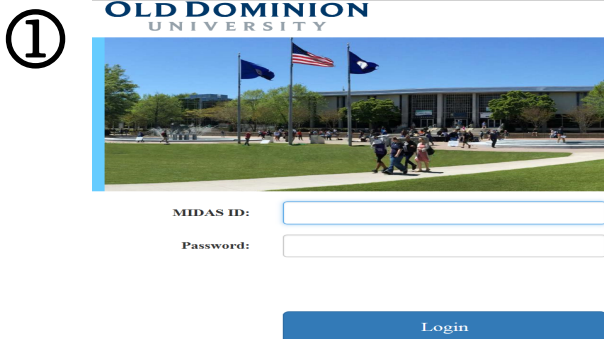 ①
OLD DOMINION
UNIVERSITY
MIDAS ID:
Password:
Login